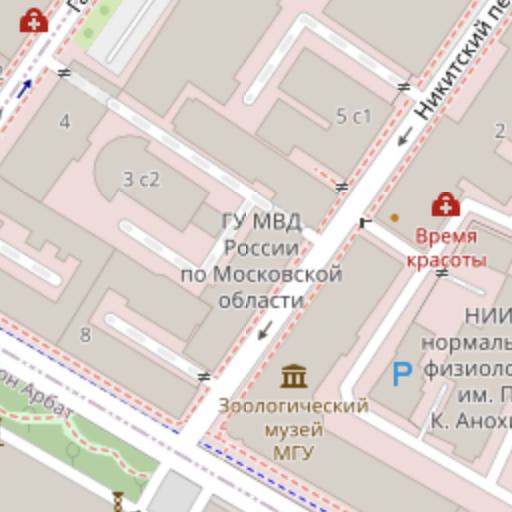 Никитский пе
5 с1
2
4
3 с2
ГУ МВД
России
по Московской
области
Время
красоты
НИИ
нормаль
физиоло
им. П
К. Анохи
P
8
Зоологический
музей
МГУ
он Арбат